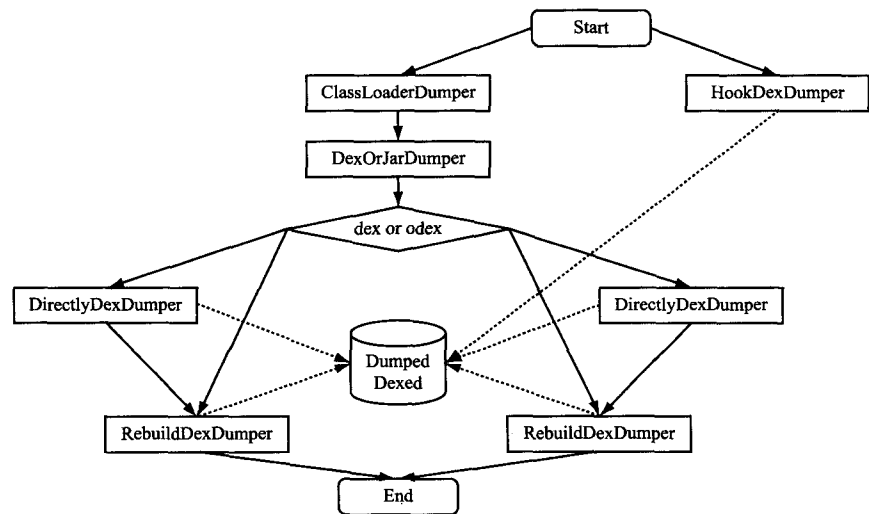 Start
ClassLoaderDumper
HookDexDumper
DexOrJarDumper
dex or odex
DirectlyDexDumper
DirectlyDexDumper
Dumped
Dexed
RebuildDexDumper
RebuildDexDumper
End